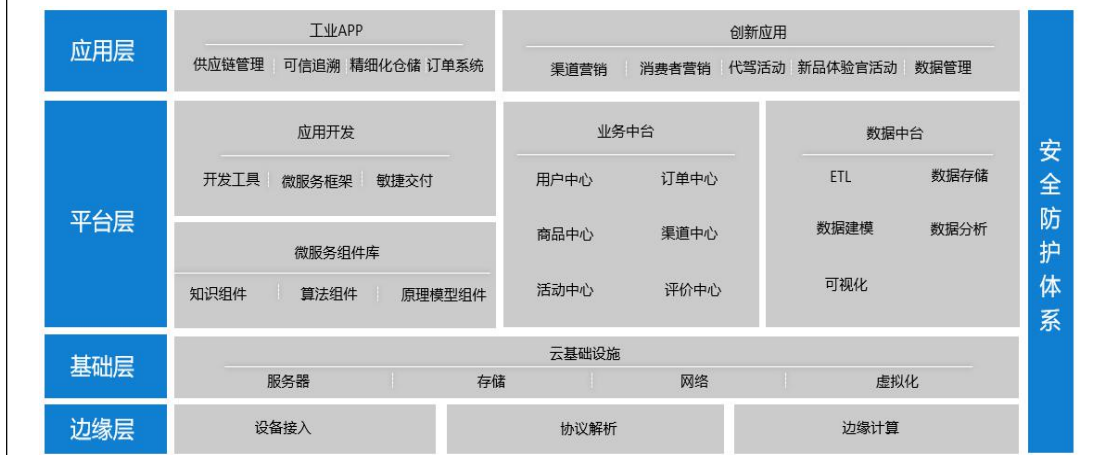 应用层
工业APP
供应链管理 可信追溯 精细化仓储 订单系统
创新应用
渠道营销 消费者营销 代驾活动 新品体验官活动 数据管理
平台层
应用开发
开发工具 微服务框架 敏捷交付
微服务组件库
知识组件 算法组件 原理模型组件
业务中台
用户中心 订单中心
商品中心 渠道中心
活动中心 评价中心
数据中台
ETL 数据存储
数据建模 数据分析
可视化
基础层
云基础设施
服务器 存储 网络 虚拟化
边缘层
设备接入 协议解析 边缘计算
安全防护体系